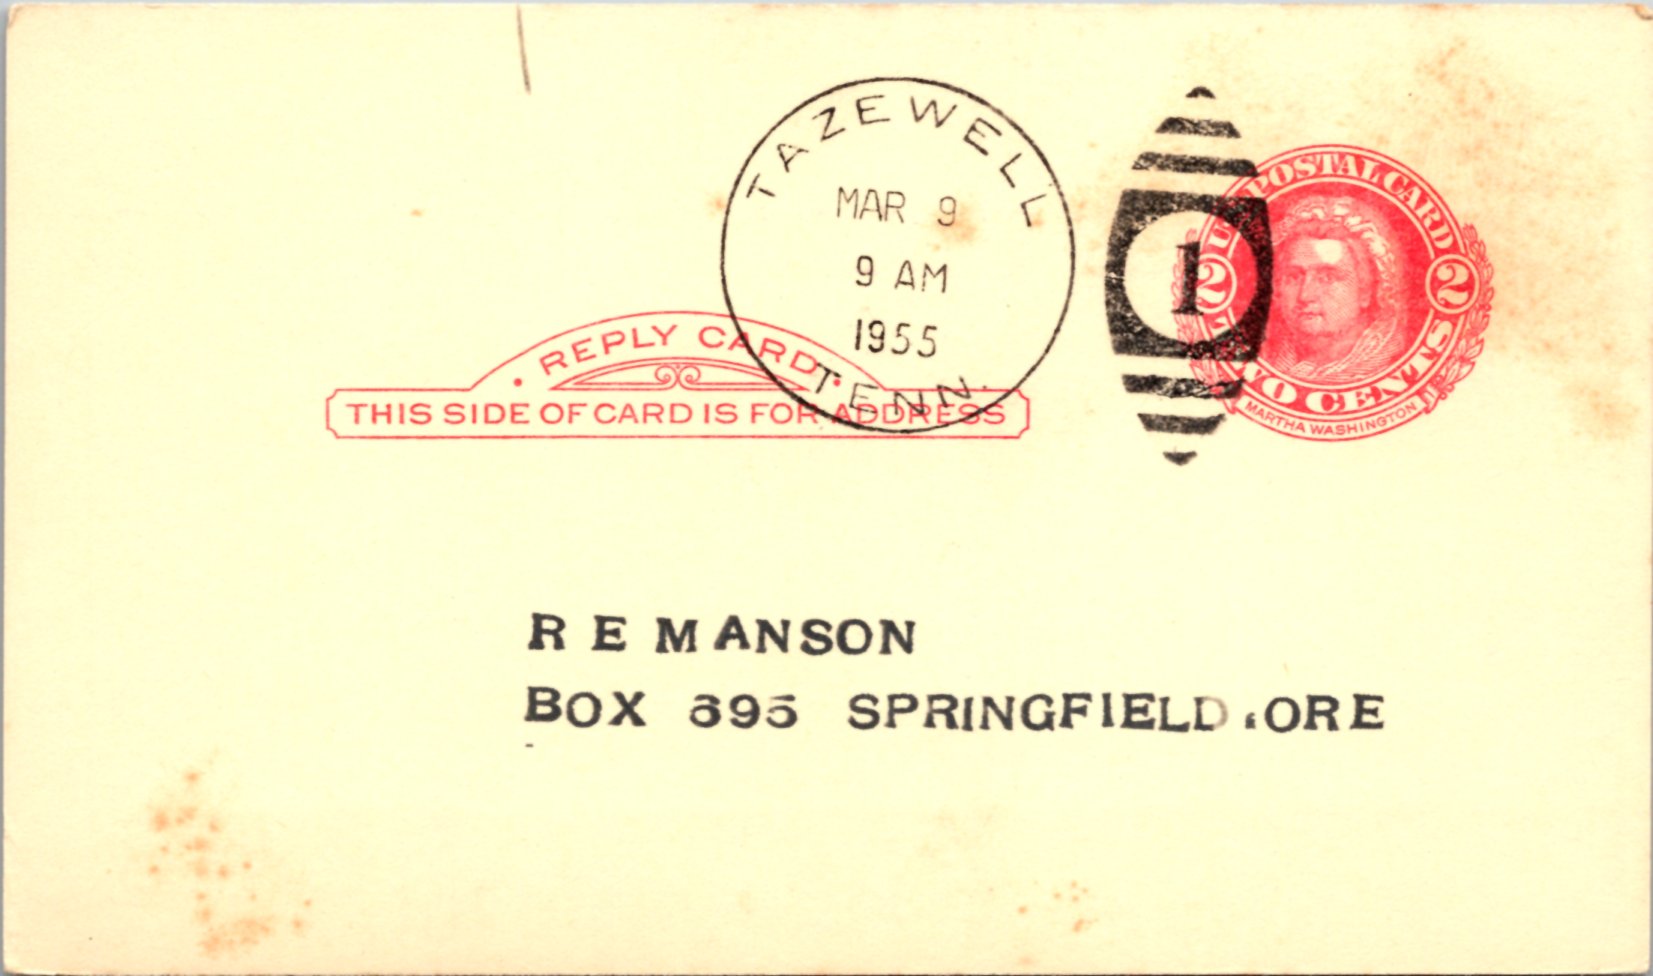 TAZEWELL
MAR 9
9 AM
1955
TENN.
1
U.S. POSTAL CARD
2 2
TWO CENTS
MARTHA WASHINGTON
· REPLY CARD ·
THIS SIDE OF CARD IS FOR ADDRESS
R E MANSON
BOX 695 SPRINGFIELD, ORE